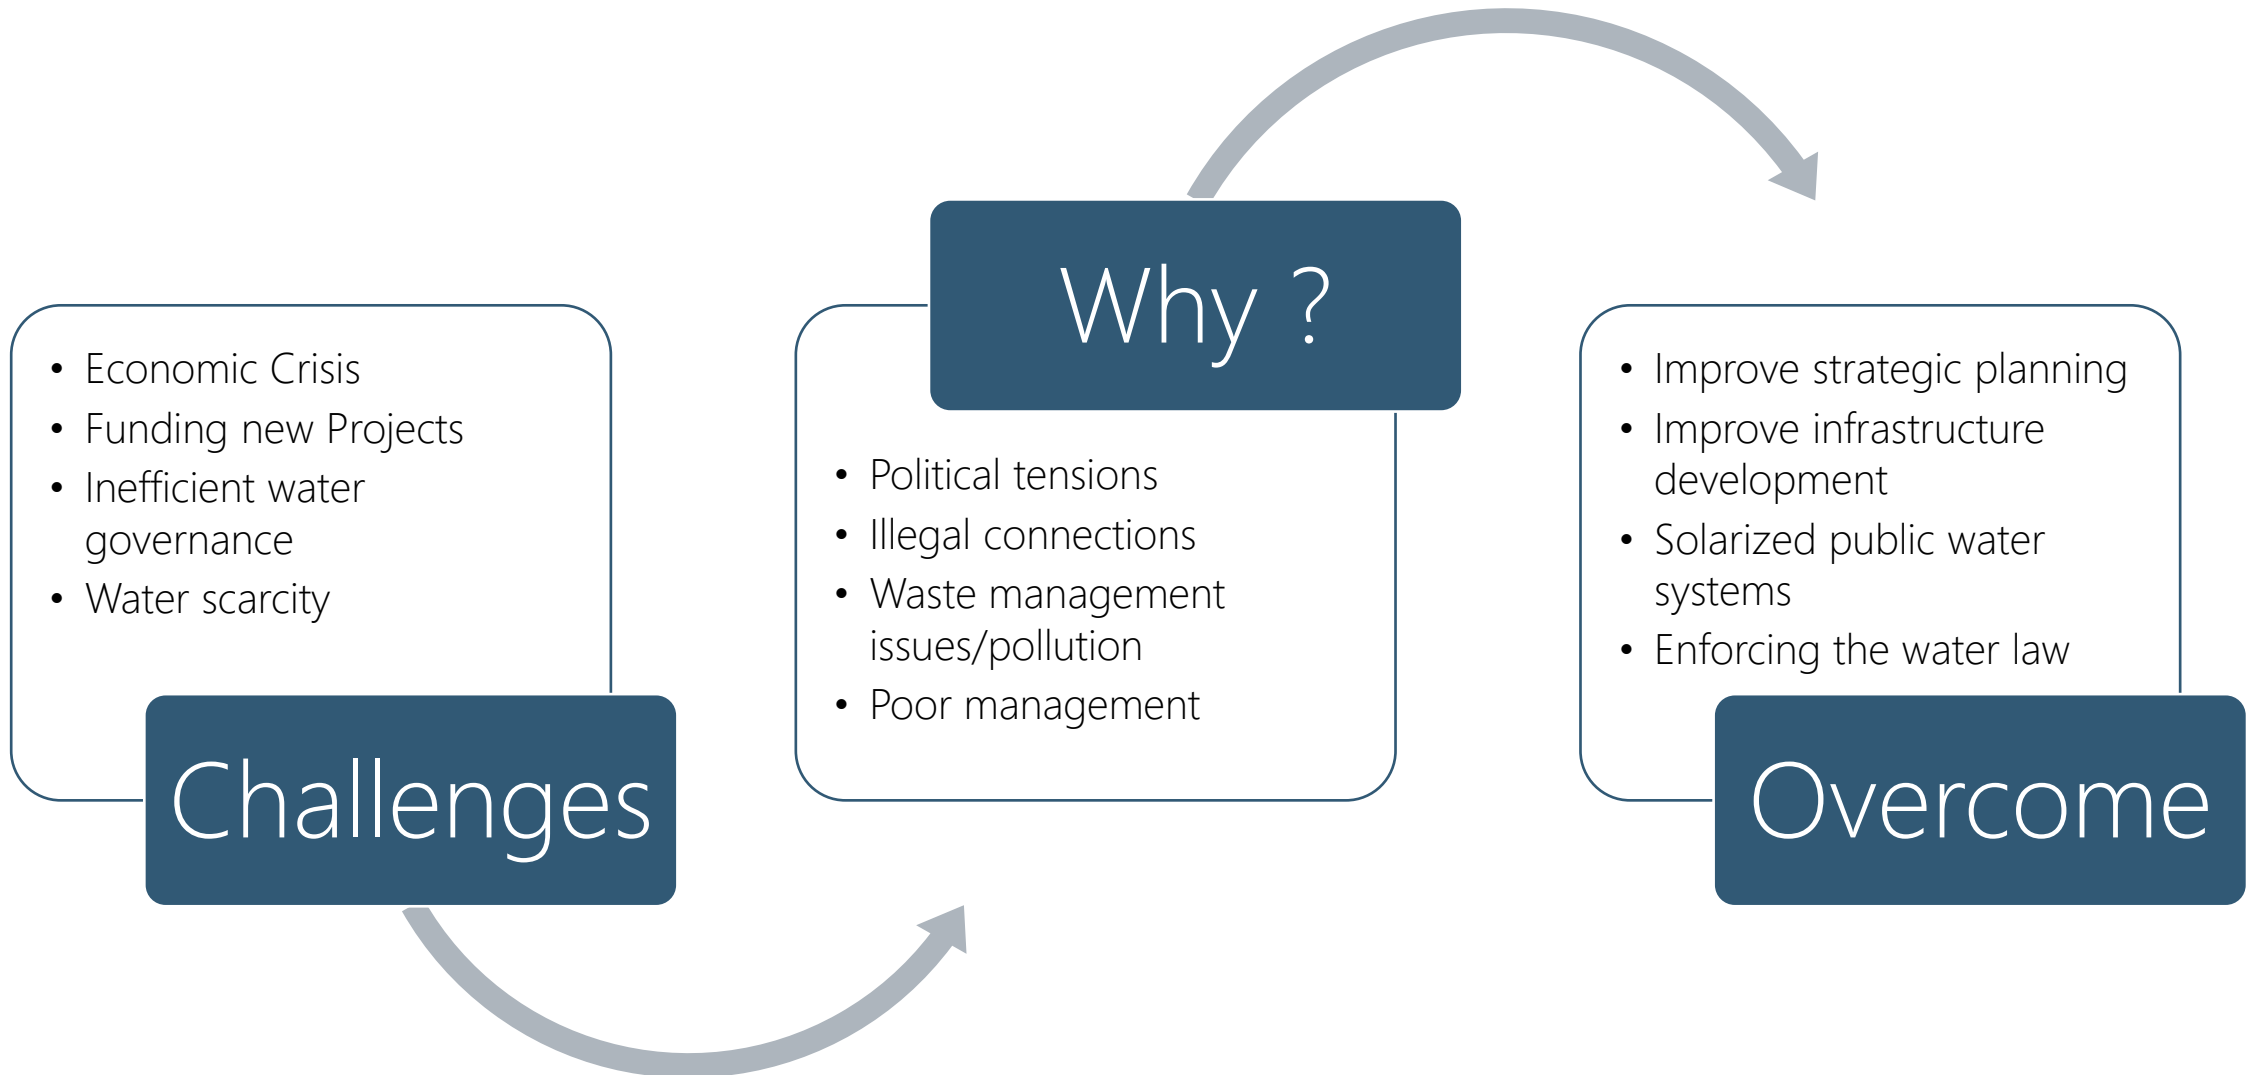 • Economic Crisis
• Funding new Projects
• Inefficient water
governance
• Water scarcity
Challenges
Why ?
• Political tensions
• Illegal connections
• Waste management
issues/pollution
• Poor management
• Improve strategic planning
• Improve infrastructure
development
• Solarized public water
systems
• Enforcing the water law
Overcome